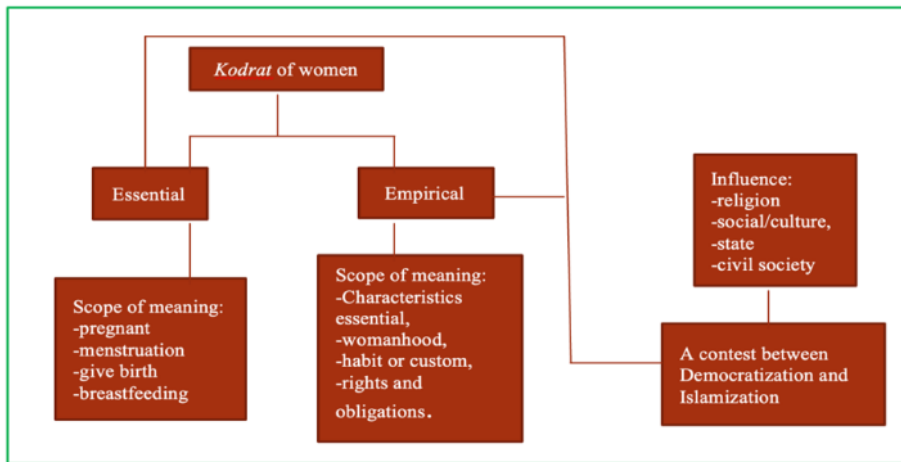 Kodrat of women
Essential
Empirical
Scope of meaning:
-pregnant
-menstruation
-give birth
-breastfeeding
Scope of meaning:
-Characteristics
essential,
-womanhood,
-habit or custom,
-rights and
obligations.
Influence:
-religion
-social/culture,
-state
-civil society
A contest between
Democratization and
Islamization